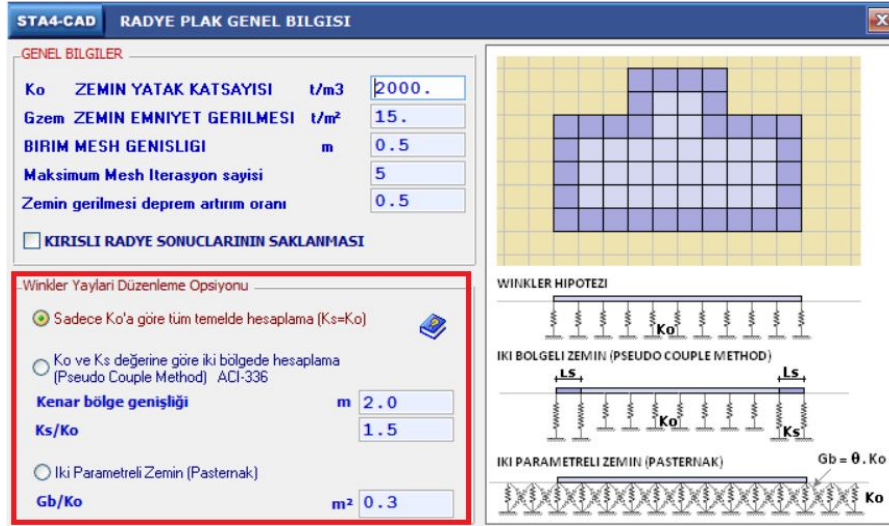 STA4-CAD RADYE PLAK GENEL BILGISI X
GENEL BILGILER
Ko ZEMIN YATAK KATSAYISI t/m3 2000.
Gzem ZEMIN EMNIYET GERILMESI t/m² 15.
BIRIM MESH GENISLIGI m 0.5
Maksimum Mesh Iterasyon sayisi 5
Zemin gerilmesi deprem artırım oranı 0.5
KIRISLI RADYE SONUCLARININ SAKLANMASI
Winkler Yaylari Düzenleme Opsiyonu
Sadece Ko'a göre tüm temelde hesaplama (Ks=Ko)
Ko ve Ks değerine göre iki bölgede hesaplama
(Pseudo Couple Method) ACI-336
Kenar bölge genişliği m 2.0
Ks/Ko 1.5
Iki Parametreli Zemin (Pasternak)
Gb/Ko m² 0.3
WINKLER HIPOTEZI
Ko
IKI BOLGELI ZEMIN (PSEUDO COUPLE METHOD)
Ls Ls
Ko Ks
IKI PARAMETRELI ZEMIN (PASTERNAK) Gb = θ.Ko
Ko